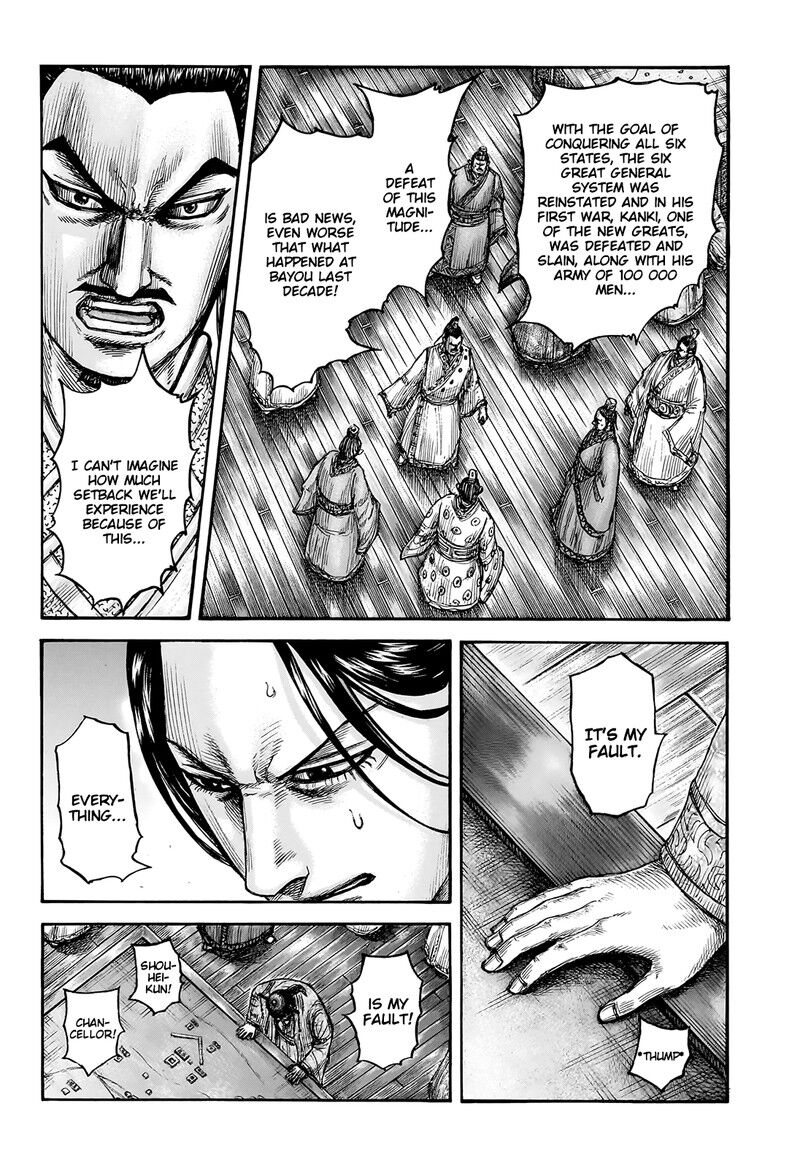 WITH THE GOAL OF
CONQUERING ALL SIX
STATES, THE SIX
GREAT GENERAL
SYSTEM WAS
REINSTATED AND IN HIS
FIRST WAR, KANKI, ONE
OF THE NEW GREATS,
WAS DEFEATED AND
SLAIN, ALONG WITH HIS
ARMY OF 100 000
MEN...
A
DEFEAT
OF THIS
MAGNI-
TUDE...
IS BAD NEWS,
EVEN WORSE
THAT WHAT
HAPPENED AT
BAYOU LAST
DECADE!
I CAN'T IMAGINE
HOW MUCH
SETBACK WE'LL
EXPERIENCE
BECAUSE OF
THIS...
IT'S MY
FAULT.
*THUMP*
EVERY-
THING...
IS MY
FAULT!
SHOU-
HEI-
KUN!
CHAN-
CELLOR!